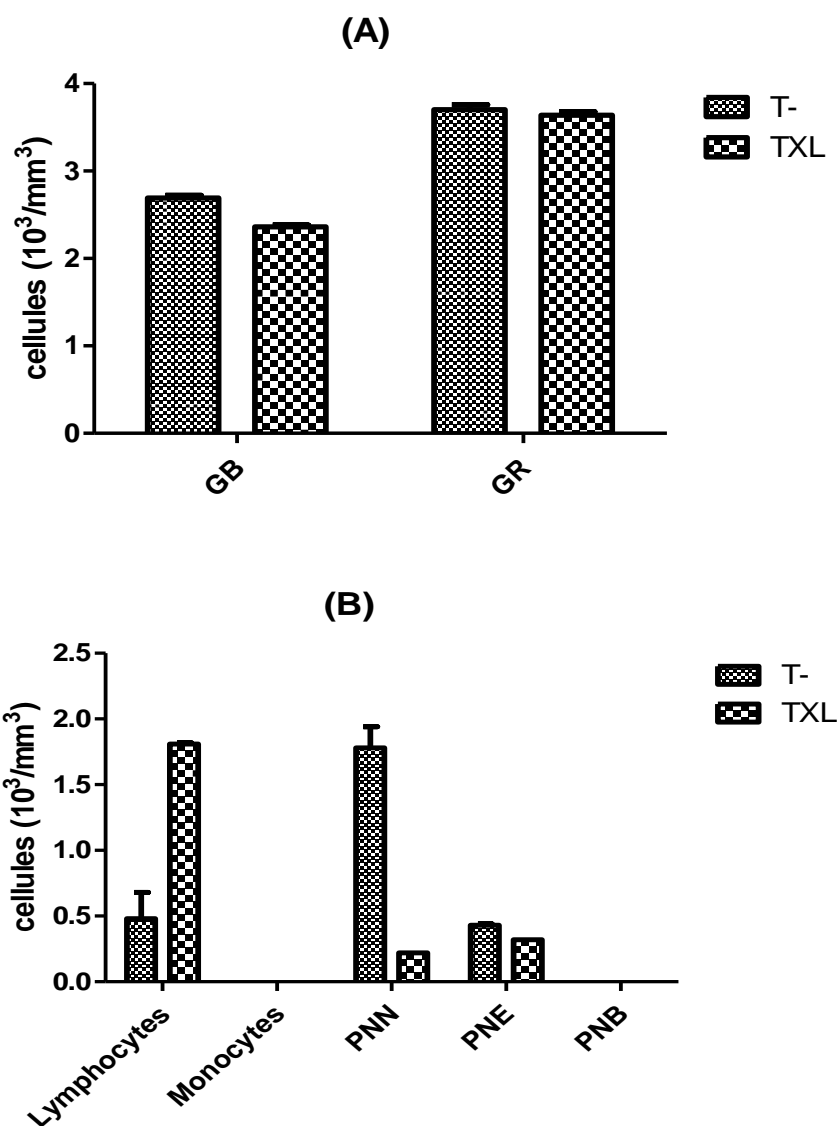 (A)
cellules (10³/mm³)
4
3
2
1
0
GB
GR
T-
TXL
(B)
cellules (10³/mm³)
2.5
2.0
1.5
1.0
0.5
0.0
Lymphocytes
Monocytes
PNN
PNE
PNB
T-
TXL